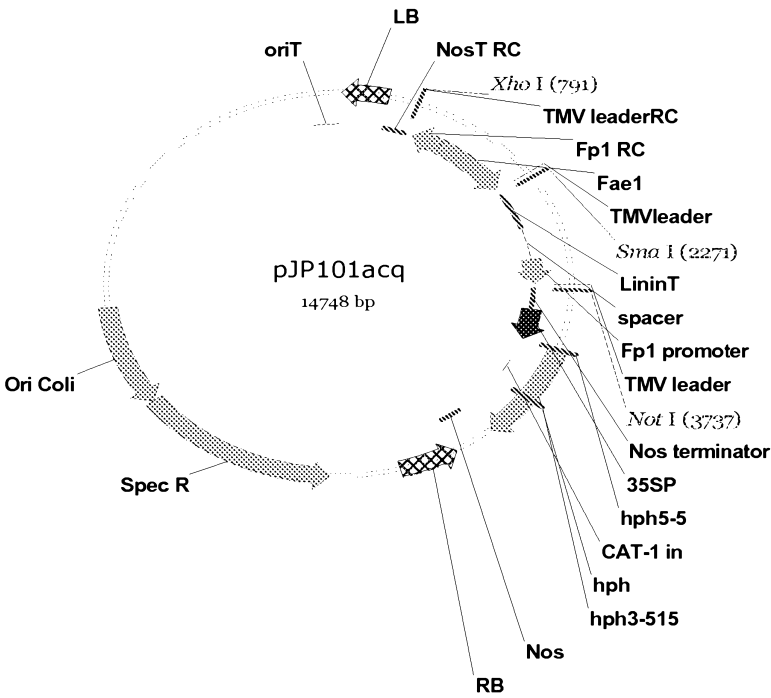 LB
oriT
NosT RC
Xho I (791)
TMV leaderRC
Fp1 RC
Fae1
TMVleader
Sma I (2271)
pJP101acq
14748 bp
LininT
spacer
Fp1 promoter
Ori Coli
TMV leader
Not I (3737)
Nos terminator
Spec R
35SP
hph5-5
CAT-1 in
hph
hph3-515
Nos
RB